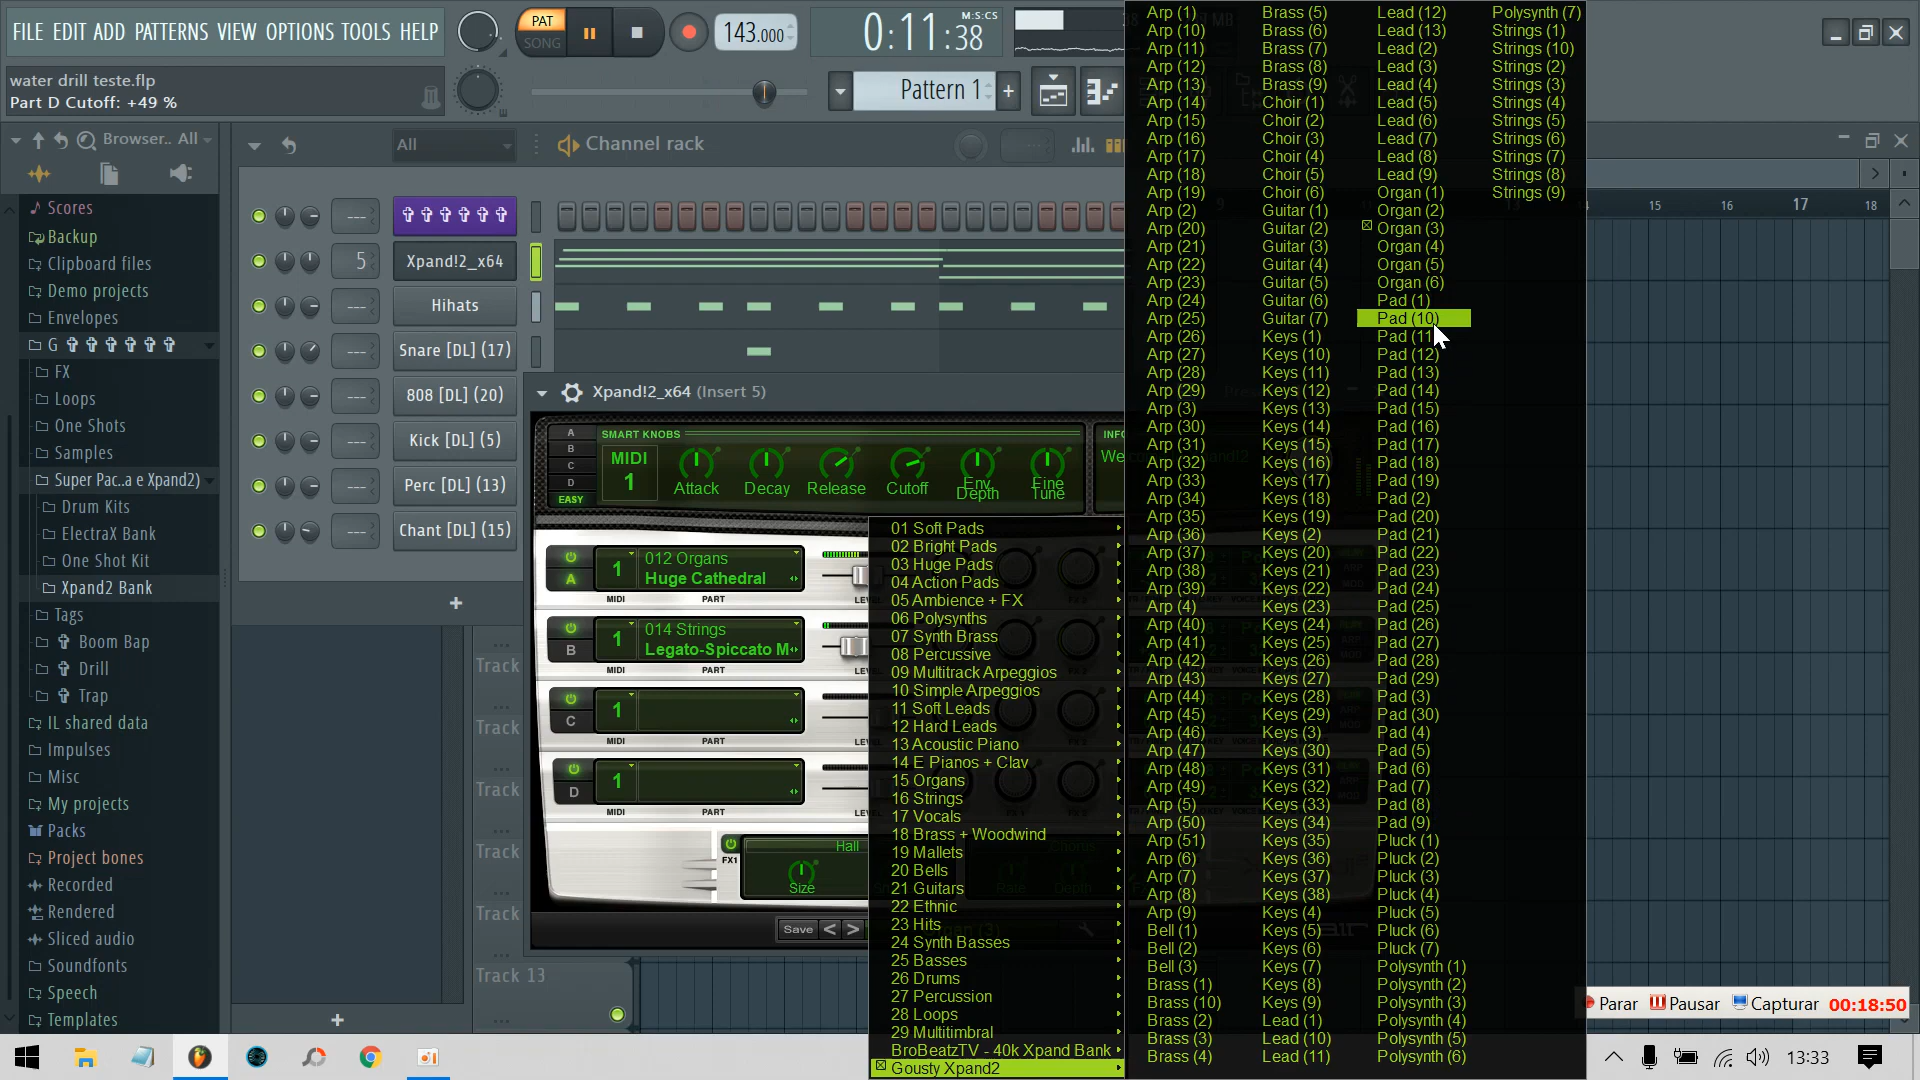 FILE EDIT ADD PATTERNS VIEW OPTIONS TOOLS HELP
water drill teste.flp
Part D Cutoff: +49 %
PAT
SONG
143.000
0:11:38
M:S:CS
Pattern 1
Browser.. All
Scores
Backup
Clipboard files
Demo projects
Envelopes
G ✞ ✞ ✞ ✞ ✞ ✞
FX
Loops
One Shots
Samples
Super Pac..a e Xpand2)
Drum Kits
ElectraX Bank
One Shot Kit
Xpand2 Bank
Tags
✞ Boom Bap
✞ Drill
✞ Trap
IL shared data
Impulses
Misc
My projects
Packs
Project bones
Recorded
Rendered
Sliced audio
Soundfonts
Speech
Templates
All
Channel rack
--- ✞ ✞ ✞ ✞ ✞ ✞
5 Xpand!2_x64
--- Hihats
--- Snare [DL] (17)
--- 808 [DL] (20)
--- Kick [DL] (5)
--- Perc [DL] (13)
--- Chant [DL] (15)
Track
Track
Track
Track
Track
Track 13
9
15 16 17 18
Xpand!2_x64 (Insert 5)
A
B
C
D
EASY
SMART KNOBS
MIDI
1
Attack
Decay
Release
Cutoff
Env Depth
Fine Tune
A
1
012 Organs
Huge Cathedral
MIDI PART
B
1
014 Strings
Legato-Spiccato M
MIDI PART
C
1
MIDI PART
D
1
MIDI PART
FX1
Hall
Size
Save < >
01 Soft Pads
02 Bright Pads
03 Huge Pads
04 Action Pads
05 Ambience + FX
06 Polysynths
07 Synth Brass
08 Percussive
09 Multitrack Arpeggios
10 Simple Arpeggios
11 Soft Leads
12 Hard Leads
13 Acoustic Piano
14 E Pianos + Clav
15 Organs
16 Strings
17 Vocals
18 Brass + Woodwind
19 Mallets
20 Bells
21 Guitars
22 Ethnic
23 Hits
24 Synth Basses
25 Basses
26 Drums
27 Percussion
28 Loops
29 Multitimbral
BroBeatzTV - 40k Xpand Bank
Gousty Xpand2
Arp (1)
Arp (10)
Arp (11)
Arp (12)
Arp (13)
Arp (14)
Arp (15)
Arp (16)
Arp (17)
Arp (18)
Arp (19)
Arp (2)
Arp (20)
Arp (21)
Arp (22)
Arp (23)
Arp (24)
Arp (25)
Arp (26)
Arp (27)
Arp (28)
Arp (29)
Arp (3)
Arp (30)
Arp (31)
Arp (32)
Arp (33)
Arp (34)
Arp (35)
Arp (36)
Arp (37)
Arp (38)
Arp (39)
Arp (4)
Arp (40)
Arp (41)
Arp (42)
Arp (43)
Arp (44)
Arp (45)
Arp (46)
Arp (47)
Arp (48)
Arp (49)
Arp (5)
Arp (50)
Arp (51)
Arp (6)
Arp (7)
Arp (8)
Arp (9)
Bell (1)
Bell (2)
Bell (3)
Brass (1)
Brass (10)
Brass (2)
Brass (3)
Brass (4)
Brass (5)
Brass (6)
Brass (7)
Brass (8)
Brass (9)
Choir (1)
Choir (2)
Choir (3)
Choir (4)
Choir (5)
Choir (6)
Guitar (1)
Guitar (2)
Guitar (3)
Guitar (4)
Guitar (5)
Guitar (6)
Guitar (7)
Keys (1)
Keys (10)
Keys (11)
Keys (12)
Keys (13)
Keys (14)
Keys (15)
Keys (16)
Keys (17)
Keys (18)
Keys (19)
Keys (2)
Keys (20)
Keys (21)
Keys (22)
Keys (23)
Keys (24)
Keys (25)
Keys (26)
Keys (27)
Keys (28)
Keys (29)
Keys (3)
Keys (30)
Keys (31)
Keys (32)
Keys (33)
Keys (34)
Keys (35)
Keys (36)
Keys (37)
Keys (38)
Keys (4)
Keys (5)
Keys (6)
Keys (7)
Keys (8)
Keys (9)
Lead (1)
Lead (10)
Lead (11)
Lead (12)
Lead (13)
Lead (2)
Lead (3)
Lead (4)
Lead (5)
Lead (6)
Lead (7)
Lead (8)
Lead (9)
Organ (1)
Organ (2)
Organ (3)
Organ (4)
Organ (5)
Organ (6)
Pad (1)
Pad (10)
Pad (11
Pad (12)
Pad (13)
Pad (14)
Pad (15)
Pad (16)
Pad (17)
Pad (18)
Pad (19)
Pad (2)
Pad (20)
Pad (21)
Pad (22)
Pad (23)
Pad (24)
Pad (25)
Pad (26)
Pad (27)
Pad (28)
Pad (29)
Pad (3)
Pad (30)
Pad (4)
Pad (5)
Pad (6)
Pad (7)
Pad (8)
Pad (9)
Pluck (1)
Pluck (2)
Pluck (3)
Pluck (4)
Pluck (5)
Pluck (6)
Pluck (7)
Polysynth (1)
Polysynth (2)
Polysynth (3)
Polysynth (4)
Polysynth (5)
Polysynth (6)
Polysynth (7)
Strings (1)
Strings (10)
Strings (2)
Strings (3)
Strings (4)
Strings (5)
Strings (6)
Strings (7)
Strings (8)
Strings (9)
Parar Pausar Capturar 00:18:50
13:33